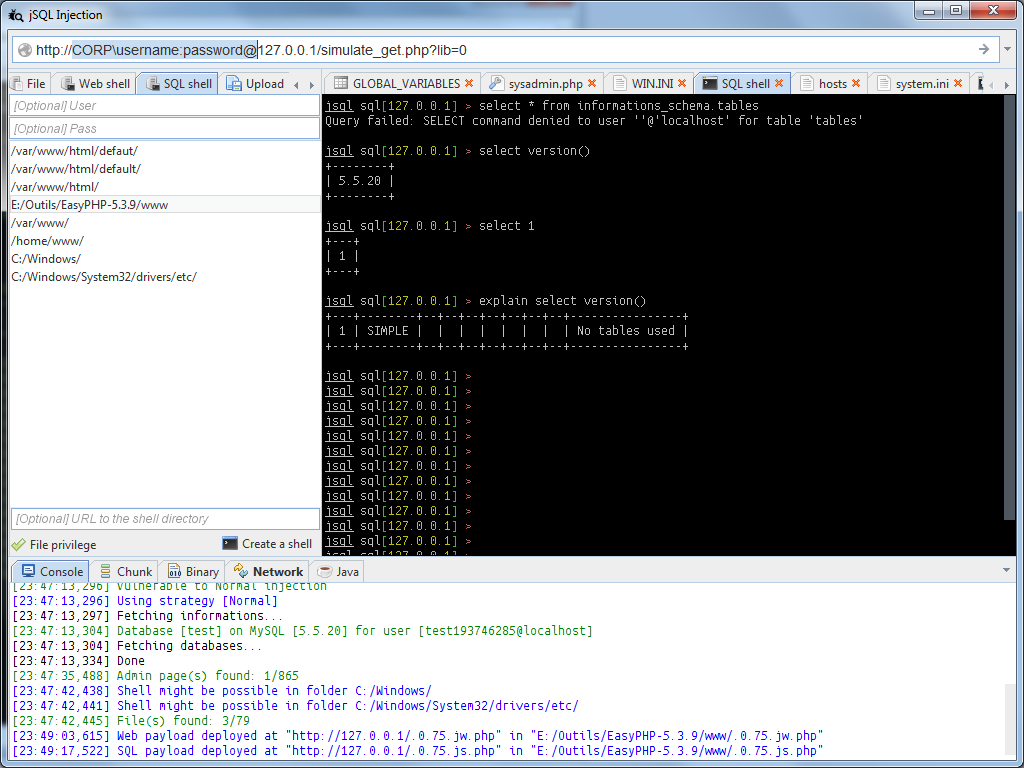 jSQL Injection
http://CORP\username:password@127.0.0.1/simulate_get.php?lib=0
File Web shell SQL shell Upload
GLOBAL_VARIABLES sysadmin.php WIN.INI SQL shell hosts system.ini
[Optional] User
[Optional] Pass
/var/www/html/defaut/
/var/www/html/default/
/var/www/html/
E:/Outils/EasyPHP-5.3.9/www
/var/www/
/home/www/
C:/Windows/
C:/Windows/System32/drivers/etc/
[Optional] URL to the shell directory
File privilege Create a shell
jsql sql[127.0.0.1] > select * from informations_schema.tables
Query failed: SELECT command denied to user ''@'localhost' for table 'tables'
jsql sql[127.0.0.1] > select version()
+--------+
| 5.5.20 |
+--------+
jsql sql[127.0.0.1] > select 1
+---+
| 1 |
+---+
jsql sql[127.0.0.1] > explain select version()
+---+--------+--+--+--+--+--+--+--+----------------+
| 1 | SIMPLE |  |  |  |  |  |  |  | No tables used |
+---+--------+--+--+--+--+--+--+--+----------------+
jsql sql[127.0.0.1] >
jsql sql[127.0.0.1] >
jsql sql[127.0.0.1] >
jsql sql[127.0.0.1] >
jsql sql[127.0.0.1] >
jsql sql[127.0.0.1] >
jsql sql[127.0.0.1] >
jsql sql[127.0.0.1] >
jsql sql[127.0.0.1] >
jsql sql[127.0.0.1] >
jsql sql[127.0.0.1] >
jsql sql[127.0.0.1] >
jsql sql[127.0.0.1] >
Console Chunk Binary Network Java
[23:47:13,296] Vulnerable to Normal injection
[23:47:13,296] Using strategy [Normal]
[23:47:13,297] Fetching informations...
[23:47:13,304] Database [test] on MySQL [5.5.20] for user [test193746285@localhost]
[23:47:13,304] Fetching databases...
[23:47:13,334] Done
[23:47:35,488] Admin page(s) found: 1/865
[23:47:42,438] Shell might be possible in folder C:/Windows/
[23:47:42,441] Shell might be possible in folder C:/Windows/System32/drivers/etc/
[23:47:42,445] File(s) found: 3/79
[23:49:03,615] Web payload deployed at "http://127.0.0.1/.0.75.jw.php" in "E:/Outils/EasyPHP-5.3.9/www/.0.75.jw.php"
[23:49:17,522] SQL payload deployed at "http://127.0.0.1/.0.75.js.php" in "E:/Outils/EasyPHP-5.3.9/www/.0.75.js.php"